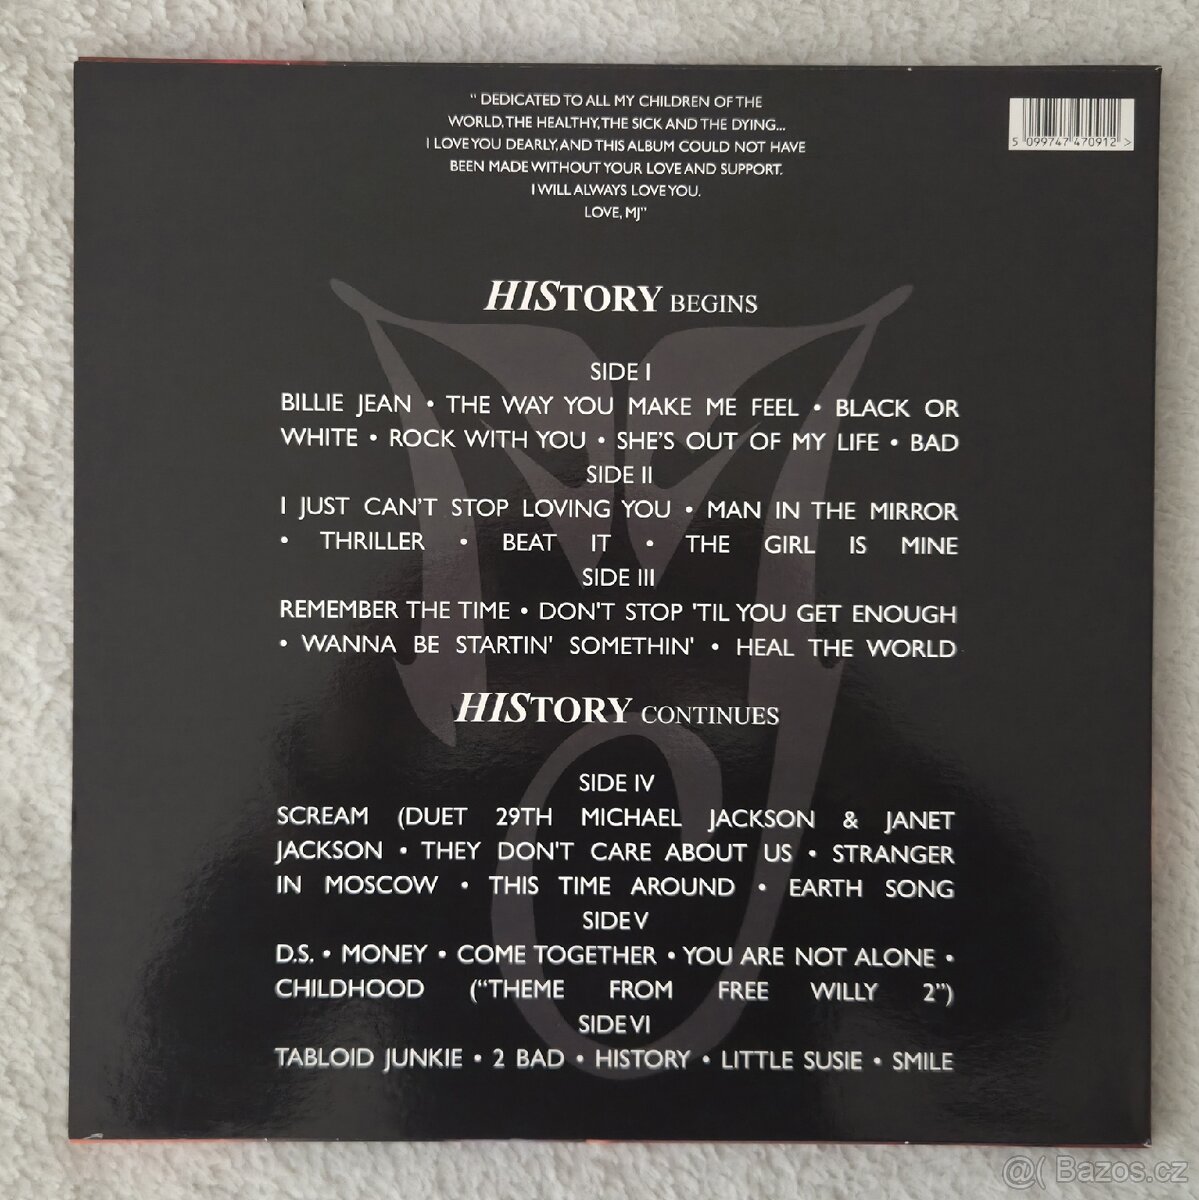 “ DEDICATED TO ALL MY CHILDREN OF THE
WORLD, THE HEALTHY, THE SICK AND THE DYING...
I LOVE YOU DEARLY, AND THIS ALBUM COULD NOT HAVE
BEEN MADE WITHOUT YOUR LOVE AND SUPPORT.
I WILL ALWAYS LOVE YOU.
LOVE, MJ”
5 099747 470912 >
HISTORY BEGINS
SIDE I
BILLIE JEAN • THE WAY YOU MAKE ME FEEL • BLACK OR
WHITE • ROCK WITH YOU • SHE'S OUT OF MY LIFE • BAD
SIDE II
I JUST CAN'T STOP LOVING YOU • MAN IN THE MIRROR
• THRILLER • BEAT IT • THE GIRL IS MINE
SIDE III
REMEMBER THE TIME • DON'T STOP 'TIL YOU GET ENOUGH
• WANNA BE STARTIN' SOMETHIN' • HEAL THE WORLD
HISTORY CONTINUES
SIDE IV
SCREAM (DUET 29TH MICHAEL JACKSON & JANET
JACKSON • THEY DON'T CARE ABOUT US • STRANGER
IN MOSCOW • THIS TIME AROUND • EARTH SONG
SIDE V
D.S. • MONEY • COME TOGETHER • YOU ARE NOT ALONE •
CHILDHOOD (“THEME FROM FREE WILLY 2”)
SIDE VI
TABLOID JUNKIE • 2 BAD • HISTORY • LITTLE SUSIE • SMILE
@( Bazos.cz